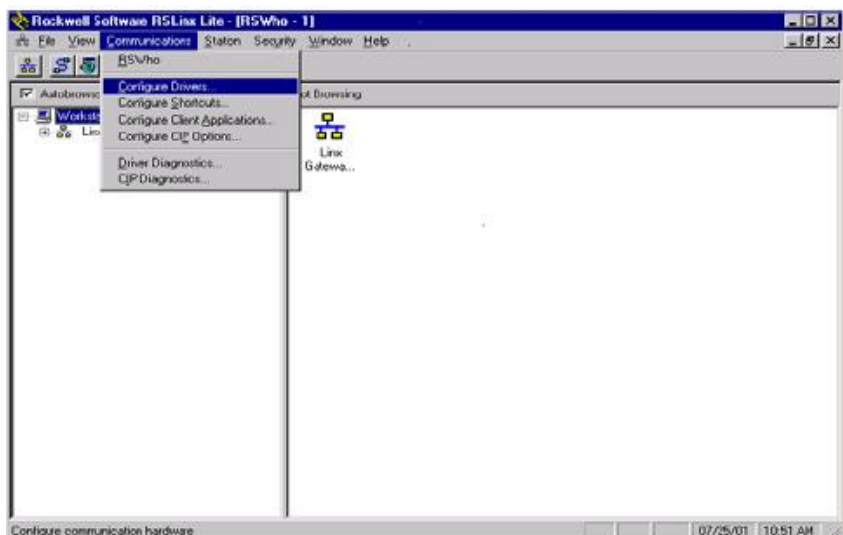 Rockwell Software RSLinx Lite - [RSWho - 1]
File View Communications Station Security Window Help
RSWho
Configure Drivers...
Configure Shortcuts...
Configure Client Applications...
Configure CIP Options...
Driver Diagnostics...
CIP Diagnostics...
Autobrowse
ot Browsing
Workst
Linx
Linx
Gatewa...
Configure communication hardware
07/25/01 10:51 AM